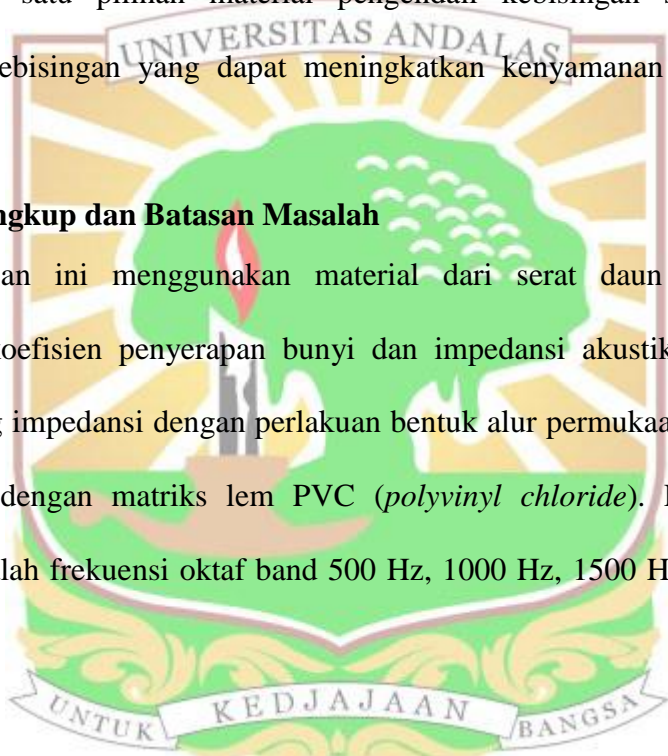 satu pilihan material pengendali kebisingan
UNIVERSITAS ANDALAS
ebisingan yang dapat meningkatkan kenyamanan
ngkup dan Batasan Masalah
an ini menggunakan material dari serat daun
koefisien penyerapan bunyi dan impedansi akustik
g impedansi dengan perlakuan bentuk alur permukaa
dengan matriks lem PVC (polyvinyl chloride).
lah frekuensi oktaf band 500 Hz, 1000 Hz, 1500 H
UNTUK KEDJAJAAN BANGSA